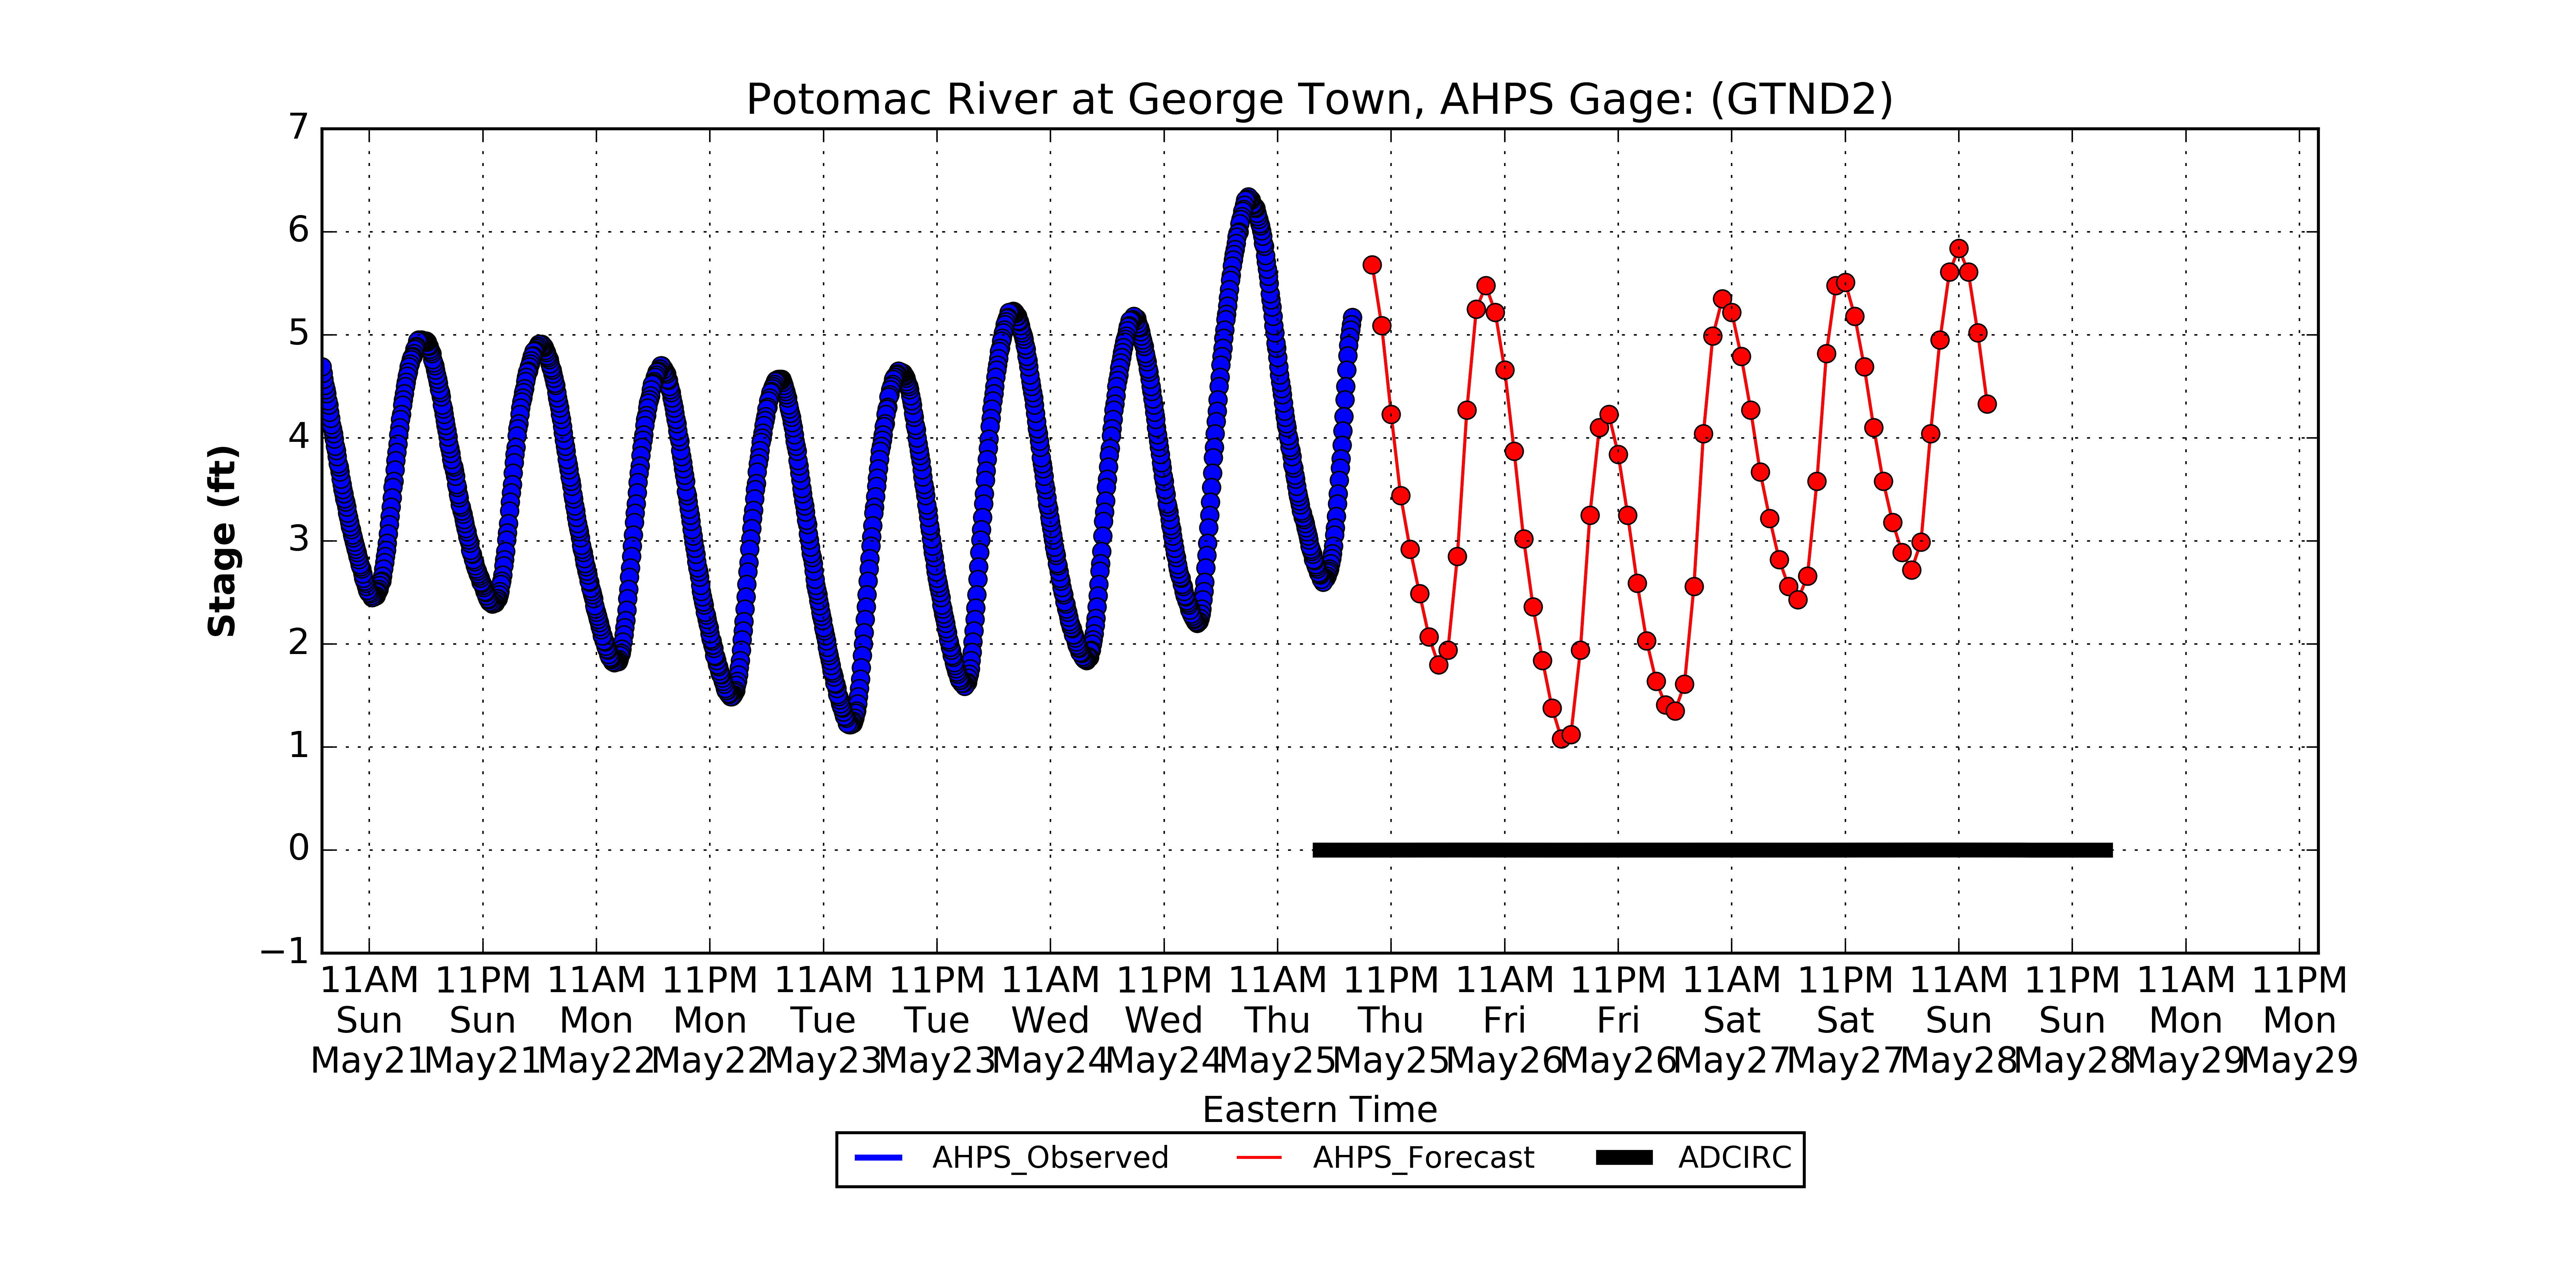 Potomac River at George Town, AHPS Gage: (GTND2)
7
6
5
4
3
2
1
0
−1
Stage (ft)
11AM 11PM 11AM 11PM 11AM 11PM 11AM 11PM 11AM 11PM 11AM 11PM 11AM 11PM 11AM 11PM 11AM 11PM
Sun Sun Mon Mon Tue Tue Wed Wed Thu Thu Fri Fri Sat Sat Sun Sun Mon Mon
May21 May21 May22 May22 May23 May23 May24 May24 May25 May25 May26 May26 May27 May27 May28 May28 May29 May29
Eastern Time
AHPS_Observed AHPS_Forecast ADCIRC